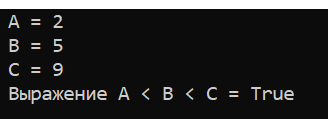 A = 2
B = 5
C = 9
Выражение A < B < C = True